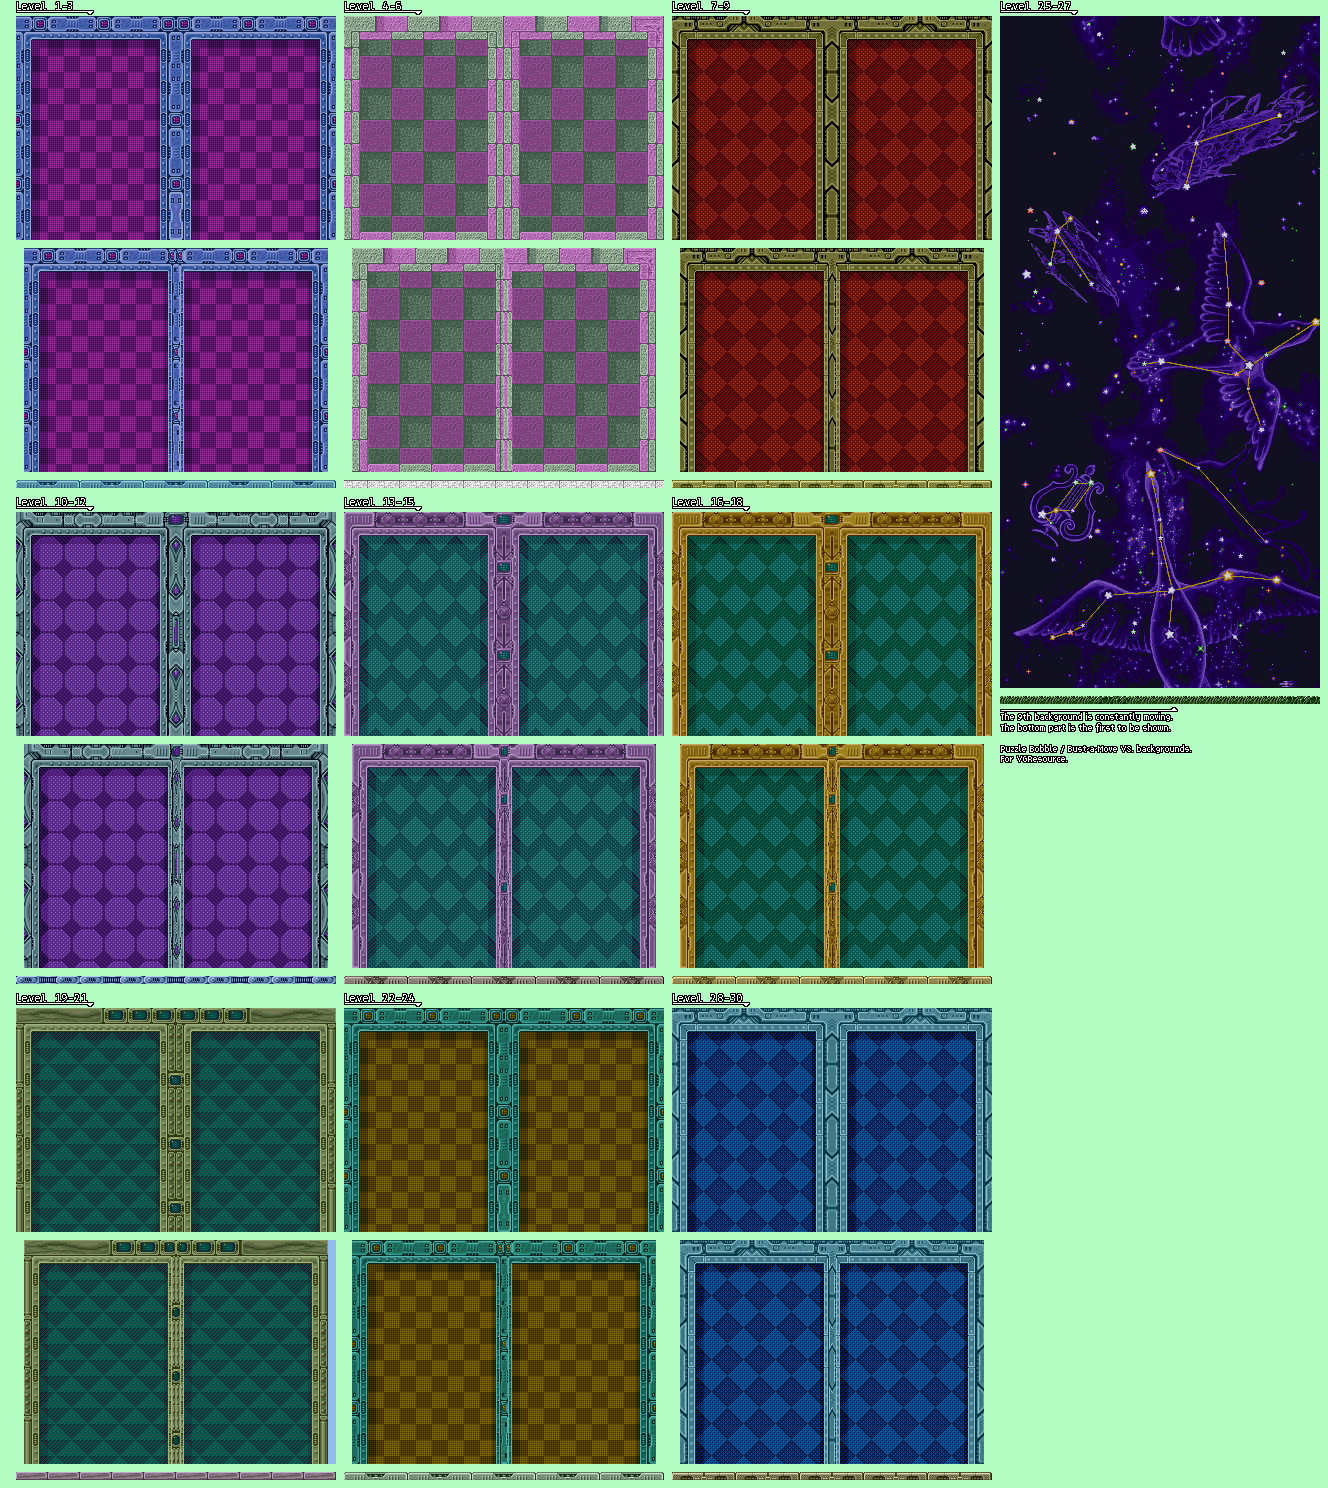 Level 1-3
Level 4-6
Level 7-9
Level 25-27
Level 10-12
Level 13-15
Level 16-18
The 9th background is constantly moving.
The bottom part is the first to be shown.
Puzzle Bobble / Bust-a-Move VS. backgrounds.
For VGResource.
Level 19-21
Level 22-24
Level 28-30